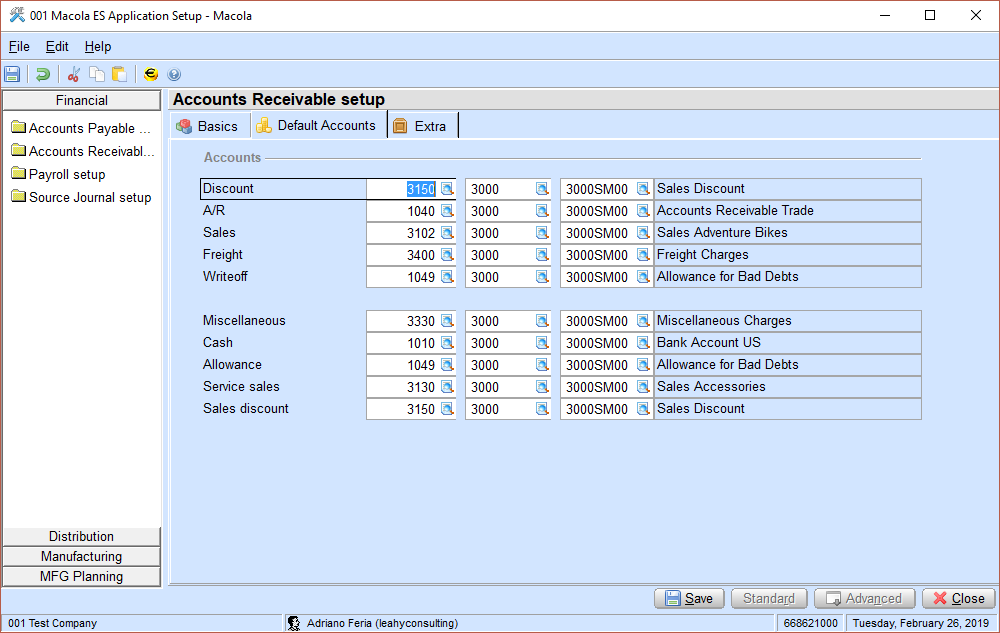 001 Macola ES Application Setup - Macola
File Edit Help
Financial
Accounts Payable ...
Accounts Receivabl...
Payroll setup
Source Journal setup
Distribution
Manufacturing
MFG Planning
Accounts Receivable setup
Basics Default Accounts Extra
Accounts
Discount 3150 3000 3000SM00 Sales Discount
A/R 1040 3000 3000SM00 Accounts Receivable Trade
Sales 3102 3000 3000SM00 Sales Adventure Bikes
Freight 3400 3000 3000SM00 Freight Charges
Writeoff 1049 3000 3000SM00 Allowance for Bad Debts
Miscellaneous 3330 3000 3000SM00 Miscellaneous Charges
Cash 1010 3000 3000SM00 Bank Account US
Allowance 1049 3000 3000SM00 Allowance for Bad Debts
Service sales 3130 3000 3000SM00 Sales Accessories
Sales discount 3150 3000 3000SM00 Sales Discount
Save Standard Advanced Close
001 Test Company Adriano Feria (leahyconsulting) 668621000 Tuesday, February 26, 2019